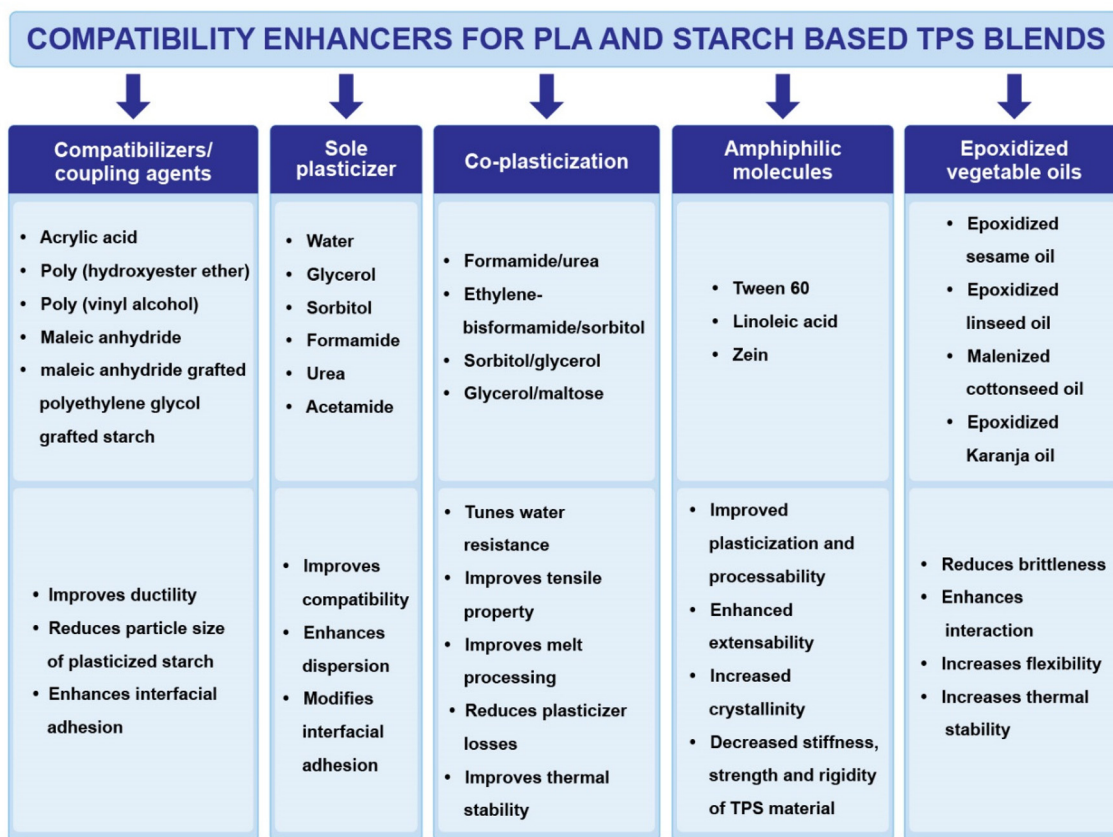 COMPATIBILITY ENHANCERS FOR PLA AND STARCH BASED TPS BLENDS
Compatibilizers/
coupling agents
• Acrylic acid
• Poly (hydroxyester ether)
• Poly (vinyl alcohol)
• Maleic anhydride
• maleic anhydride grafted
polyethylene glycol
grafted starch
• Improves ductility
• Reduces particle size
of plasticized starch
• Enhances interfacial
adhesion
Sole
plasticizer
• Water
• Glycerol
• Sorbitol
• Formamide
• Urea
• Acetamide
• Improves
compatibility
• Enhances
dispersion
• Modifies
interfacial
adhesion
Co-plasticization
• Formamide/urea
• Ethylene-
bisformamide/sorbitol
• Sorbitol/glycerol
• Glycerol/maltose
• Tunes water
resistance
• Improves tensile
property
• Improves melt
processing
• Reduces plasticizer
losses
• Improves thermal
stability
Amphiphilic
molecules
• Tween 60
• Linoleic acid
• Zein
• Improved
plasticization and
processability
• Enhanced
extensability
• Increased
crystallinity
• Decreased stiffness,
strength and rigidity
of TPS material
Epoxidized
vegetable oils
• Epoxidized
sesame oil
• Epoxidized
linseed oil
• Malenized
cottonseed oil
• Epoxidized
Karanja oil
• Reduces brittleness
• Enhances
interaction
• Increases flexibility
• Increases thermal
stability